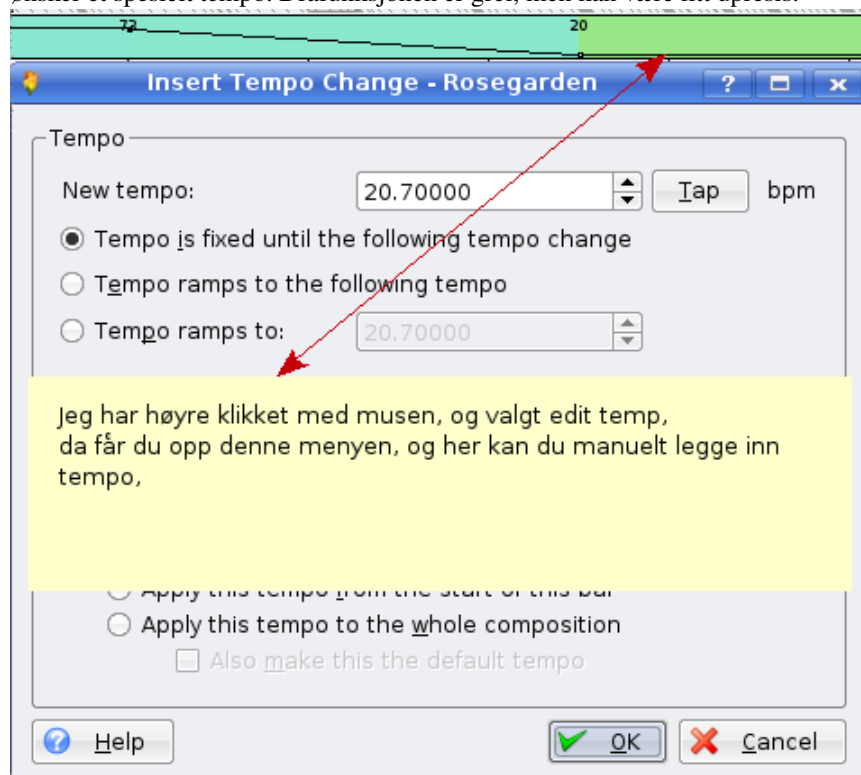 72 20
Insert Tempo Change - Rosegarden
Tempo
New tempo: 20.70000 Tap bpm
Tempo is fixed until the following tempo change
Tempo ramps to the following tempo
Tempo ramps to: 20.70000
Jeg har høyre klikket med musen, og valgt edit temp,
da får du opp denne menyen, og her kan du manuelt legge inn
tempo,
Apply this tempo from the start of this bar
Apply this tempo to the whole composition
Also make this the default tempo
Help OK Cancel